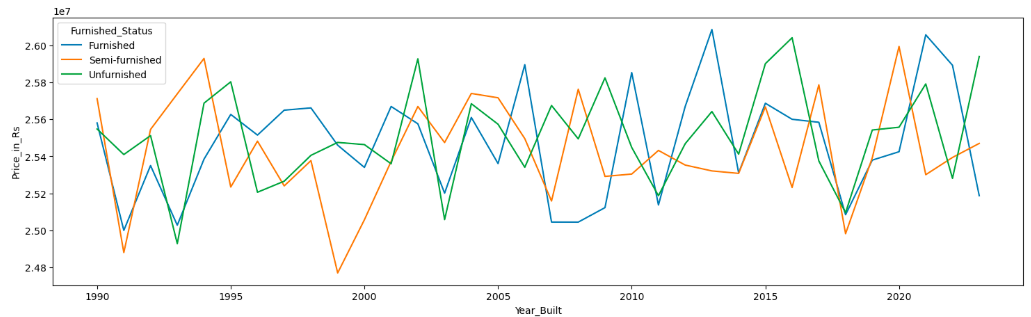 1e7
Furnished_Status
Furnished
Semi-furnished
Unfurnished
2.60
2.58
2.56
2.54
2.52
2.50
2.48
Price_in_Rs
1990 1995 2000 2005 2010 2015 2020
Year_Built